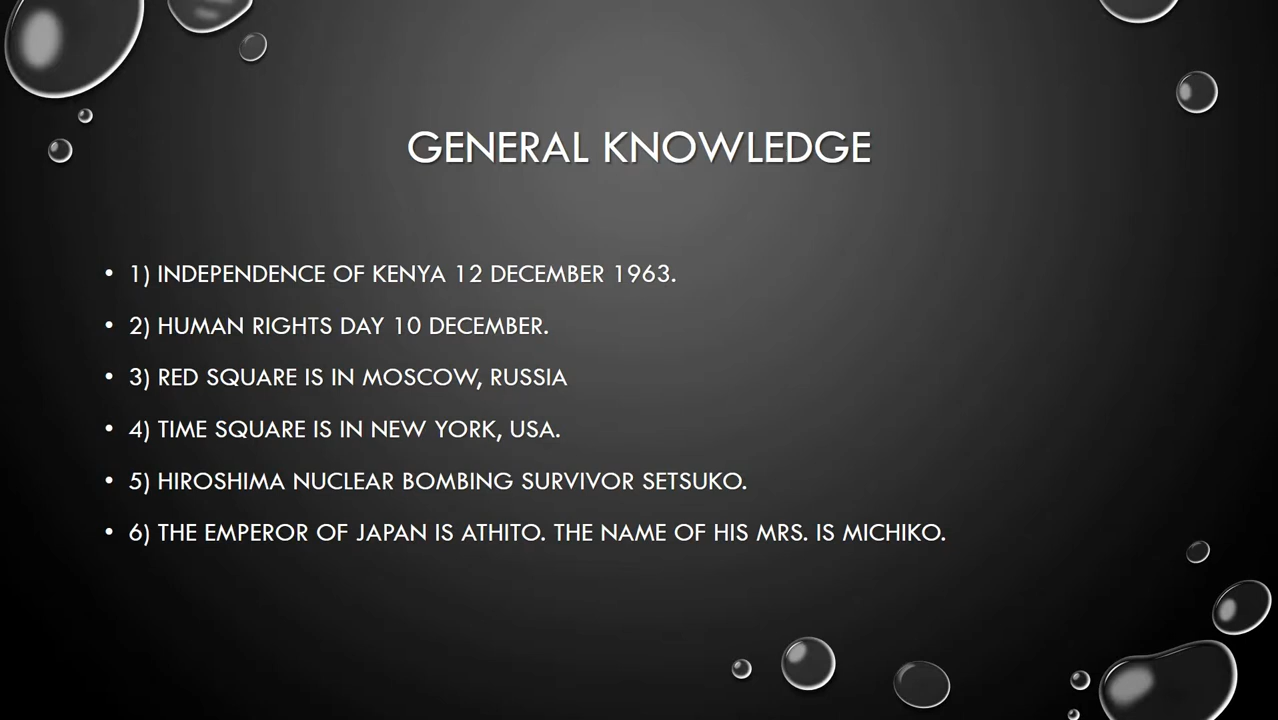 GENERAL KNOWLEDGE
• 1) INDEPENDENCE OF KENYA 12 DECEMBER 1963.
• 2) HUMAN RIGHTS DAY 10 DECEMBER.
• 3) RED SQUARE IS IN MOSCOW, RUSSIA
• 4) TIME SQUARE IS IN NEW YORK, USA.
• 5) HIROSHIMA NUCLEAR BOMBING SURVIVOR SETSUKO.
• 6) THE EMPEROR OF JAPAN IS ATHITO. THE NAME OF HIS MRS. IS MICHIKO.